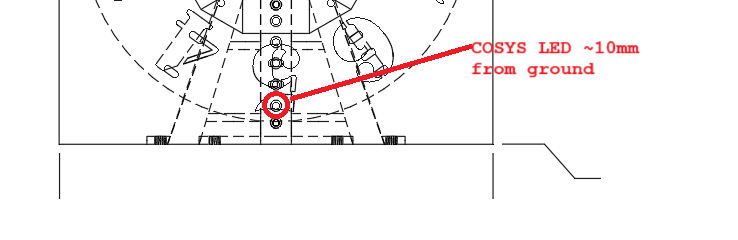 COSYS LED ~10mm
from ground